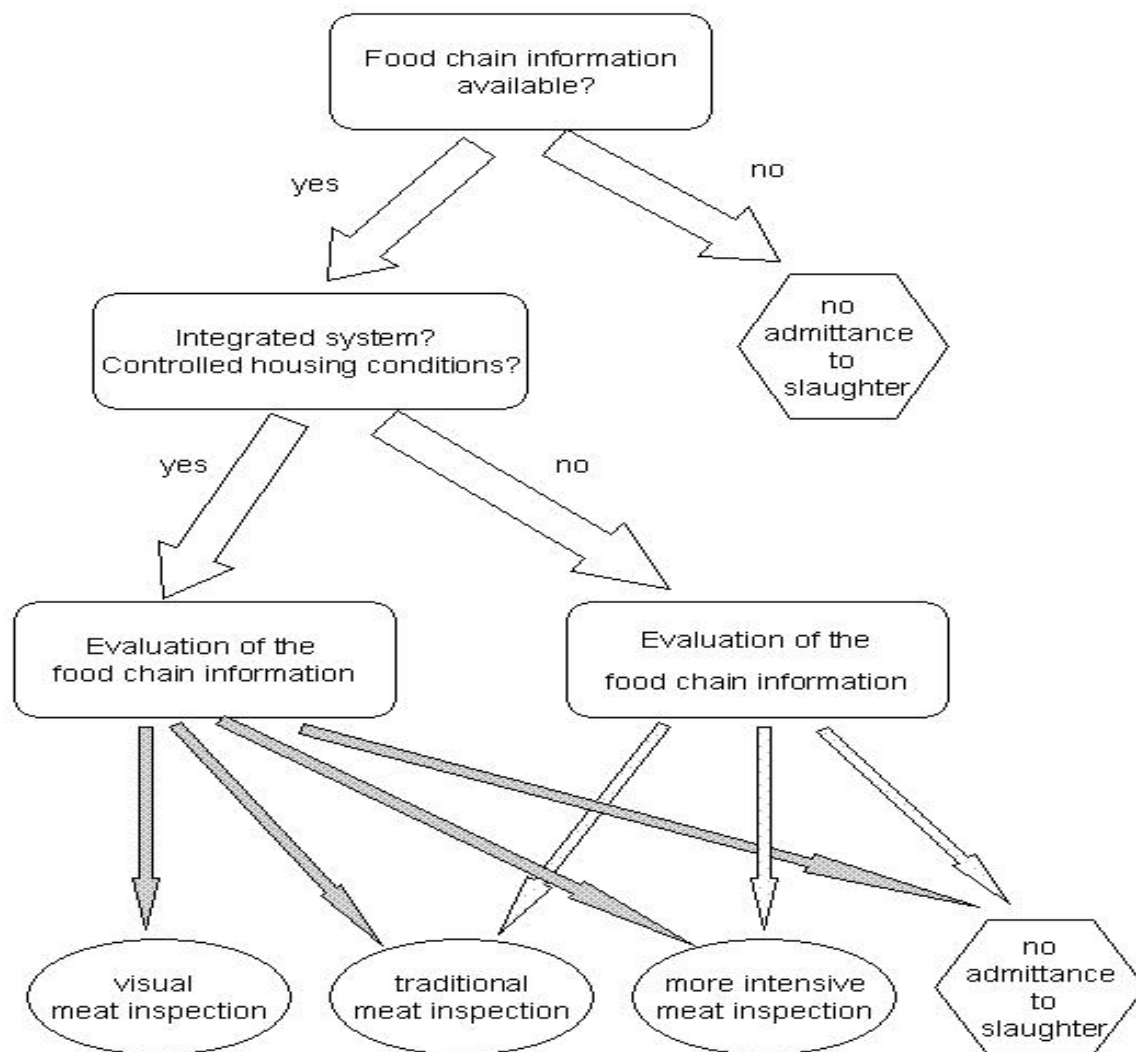 Food chain information
available?
yes
no
no
admittance
to
slaughter
Integrated system?
Controlled housing conditions?
yes
no
Evaluation of the
food chain information
Evaluation of the
food chain information
visual
meat inspection
traditional
meat inspection
more intensive
meat inspection
no
admittance
to
slaughter